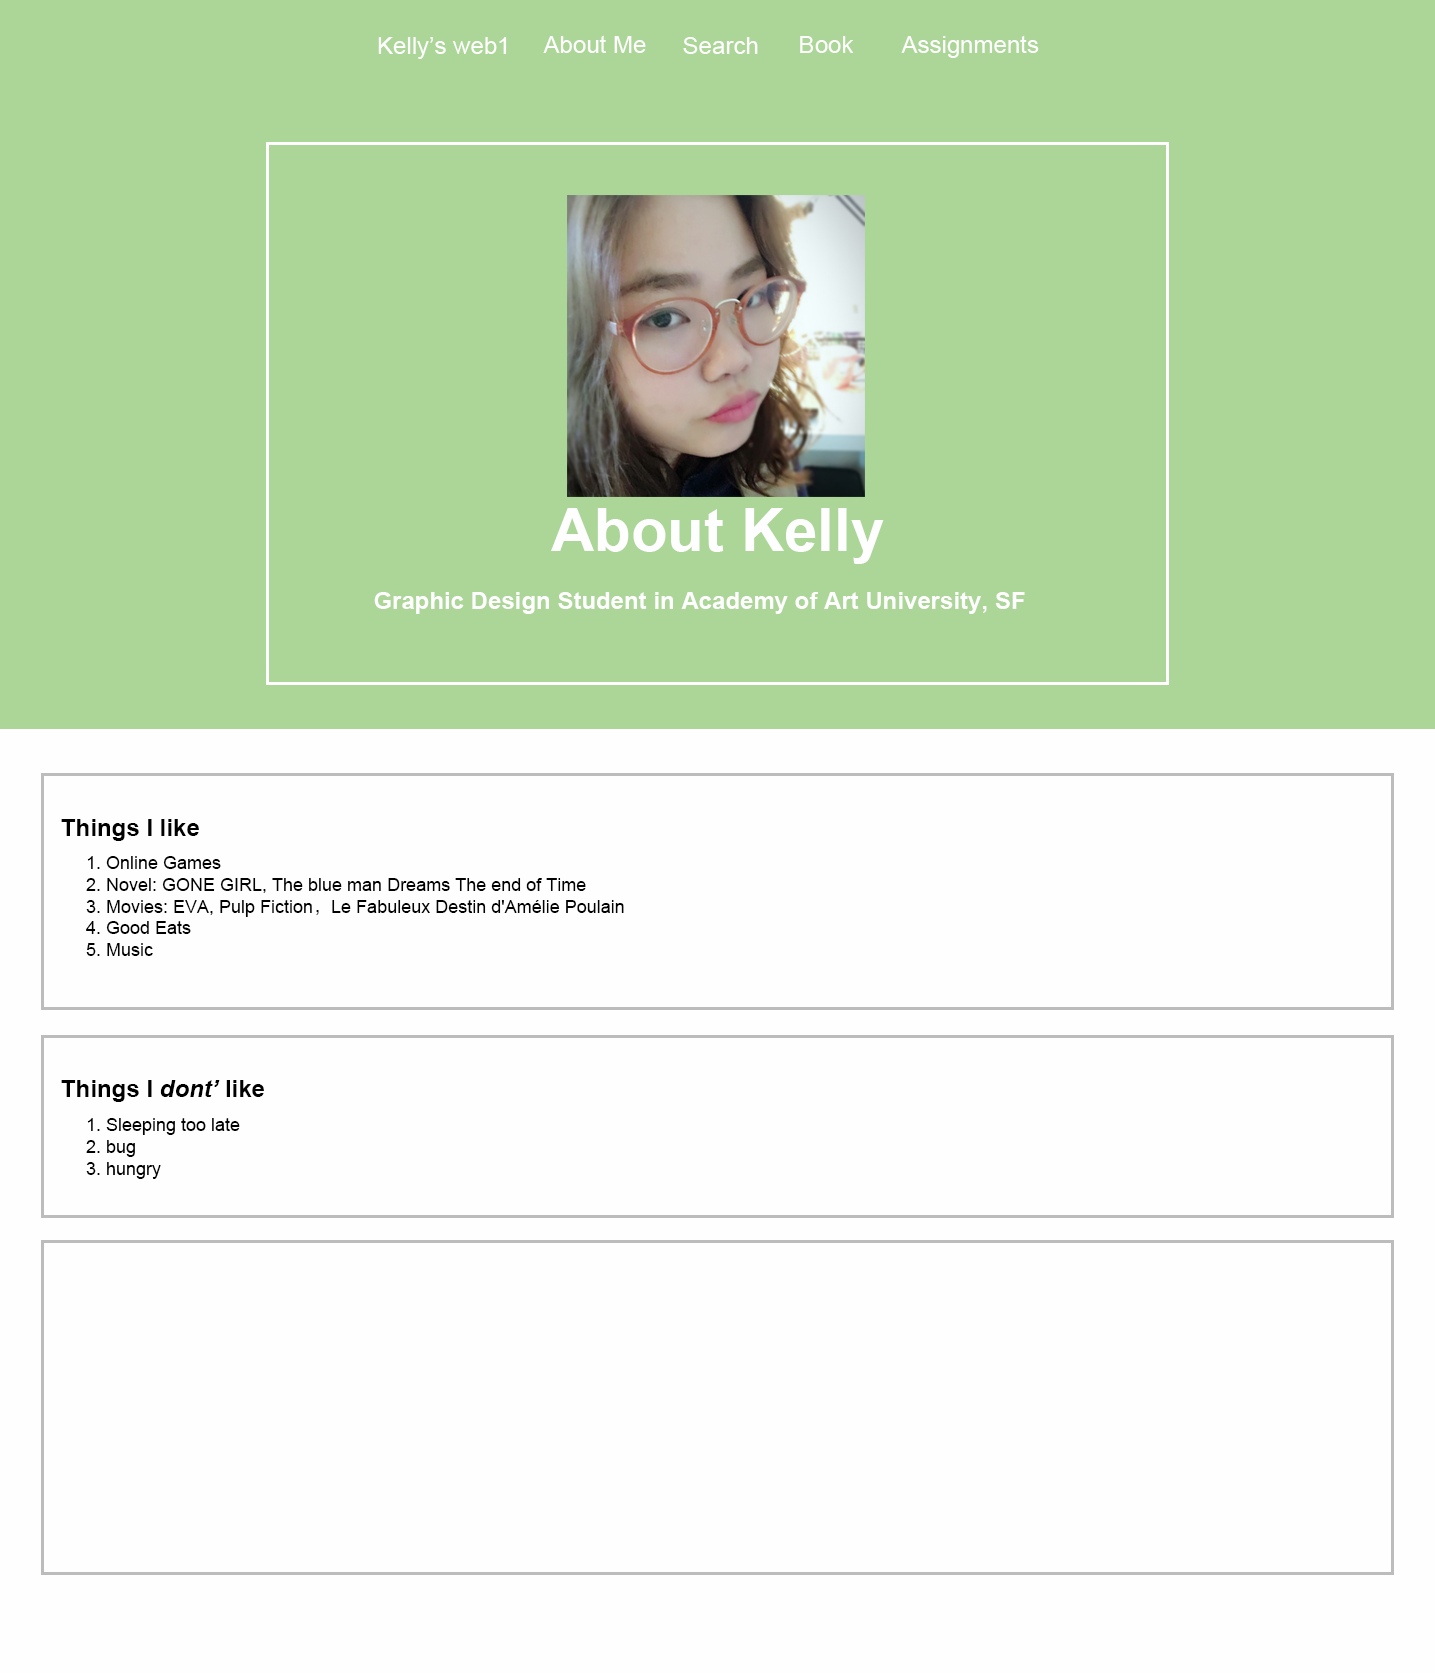 Kelly’s web1 About Me Search Book Assignments
About Kelly
Graphic Design Student in Academy of Art University, SF
Things I like
1. Online Games
2. Novel: GONE GIRL, The blue man Dreams The end of Time
3. Movies: EVA, Pulp Fiction，Le Fabuleux Destin d'Amélie Poulain
4. Good Eats
5. Music
Things I dont’ like
1. Sleeping too late
2. bug
3. hungry